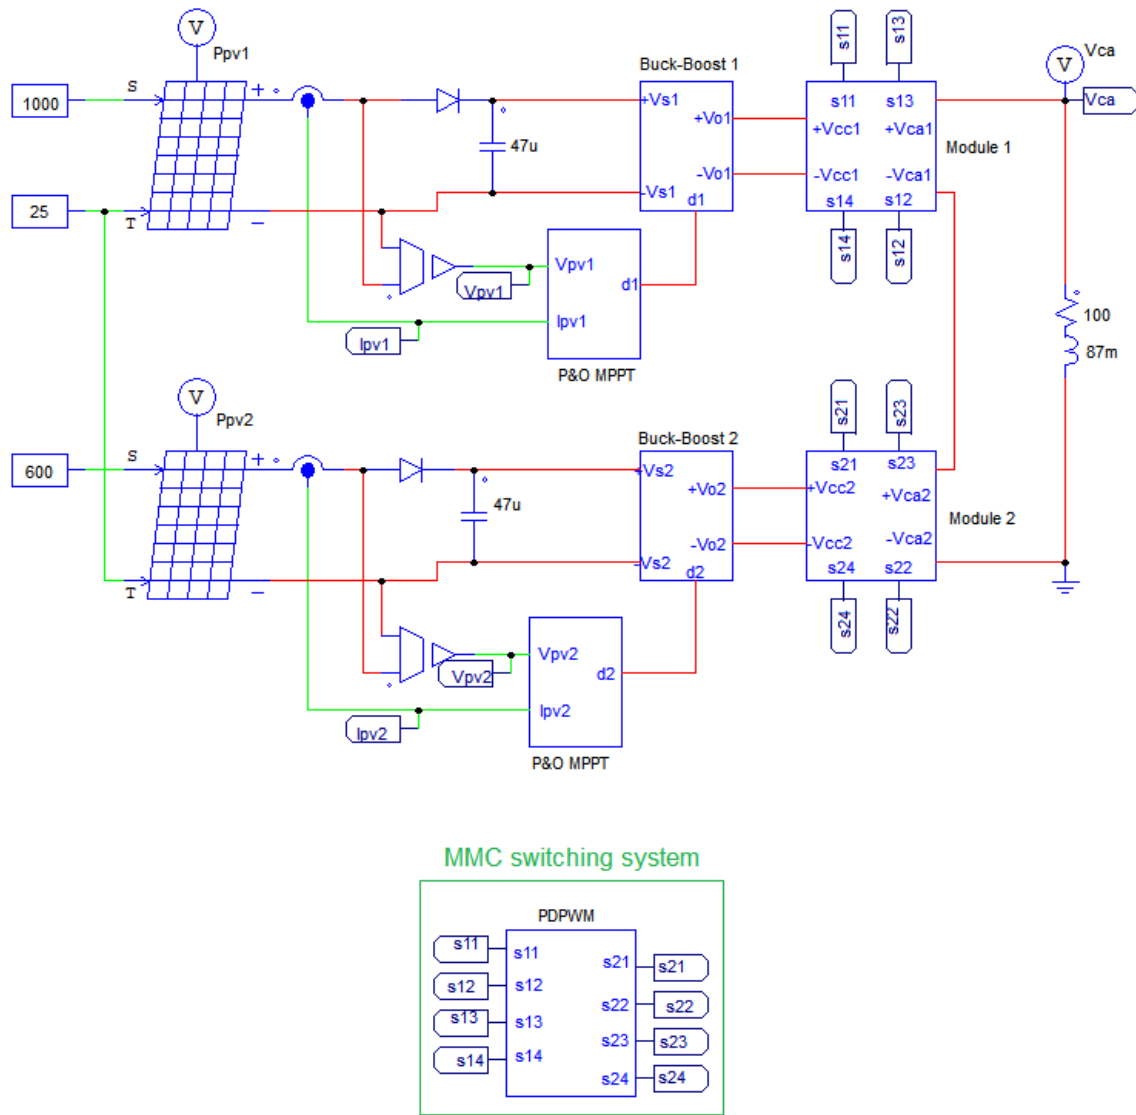 V
Ppv1
1000
S
+
25
T
−
47u
Buck-Boost 1
+Vs1
+Vo1
-Vs1
-Vo1
d1
s11
s13
s11
s13
+Vcc1
+Vca1
-Vcc1
-Vca1
s14
s12
s14
s12
Module 1
V
Vca
Vca
Vpv1
Vpv1
d1
Ipv1
Ipv1
P&O MPPT
100
87m
V
Ppv2
600
S
+
T
−
47u
Buck-Boost 2
+Vs2
+Vo2
-Vo2
-Vs2
d2
s21
s23
s21
s23
+Vcc2
+Vca2
-Vcc2
-Vca2
s24
s22
s24
s22
Module 2
Vpv2
Vpv2
d2
Ipv2
Ipv2
P&O MPPT
MMC switching system
PDPWM
s11
s11
s21
s21
s12
s12
s22
s22
s13
s13
s23
s23
s14
s14
s24
s24